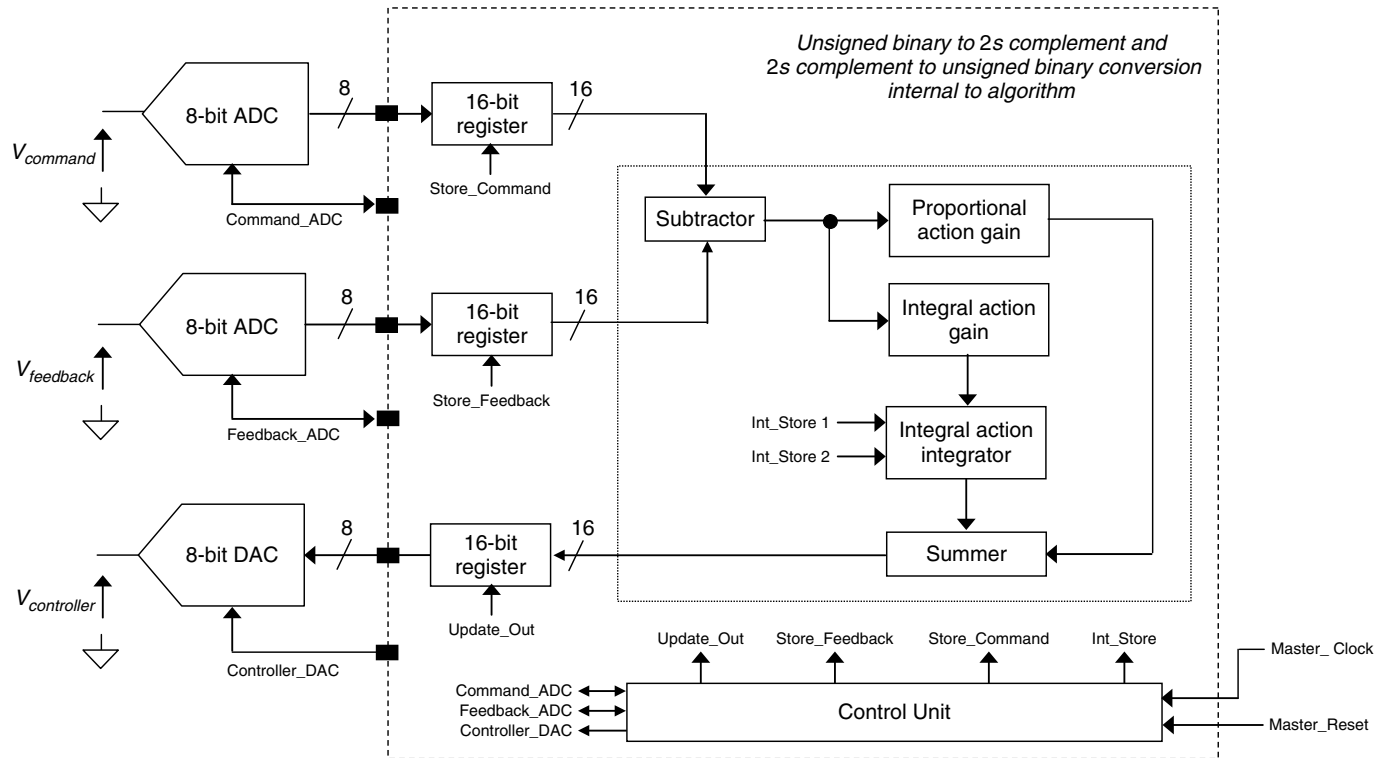 Unsigned binary to 2s complement and
2s complement to unsigned binary conversion
internal to algorithm
8-bit ADC
8
16-bit
register
16
V_command
Command_ADC
Store_Command
Subtractor
Proportional
action gain
8-bit ADC
8
16-bit
register
16
Integral action
gain
V_feedback
Feedback_ADC
Store_Feedback
Int_Store 1
Int_Store 2
Integral action
integrator
8-bit DAC
8
16-bit
register
16
Summer
V_controller
Controller_DAC
Update_Out
Update_Out
Store_Feedback
Store_Command
Int_Store
Master_ Clock
Command_ADC
Feedback_ADC
Controller_DAC
Control Unit
Master_Reset